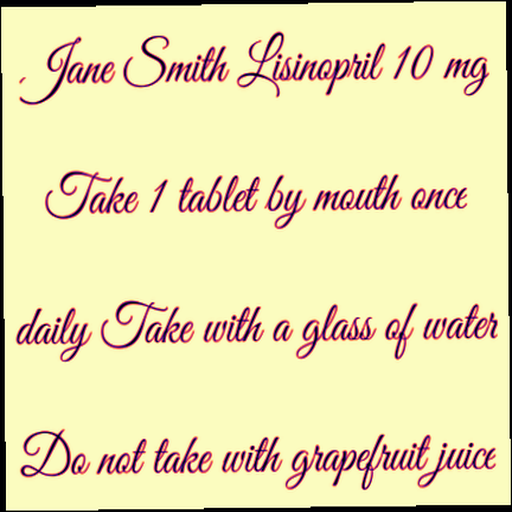 Jane Smith Lisinopril 10 mg
Take 1 tablet by mouth once
daily Take with a glass of water
Do not take with grapefruit juice